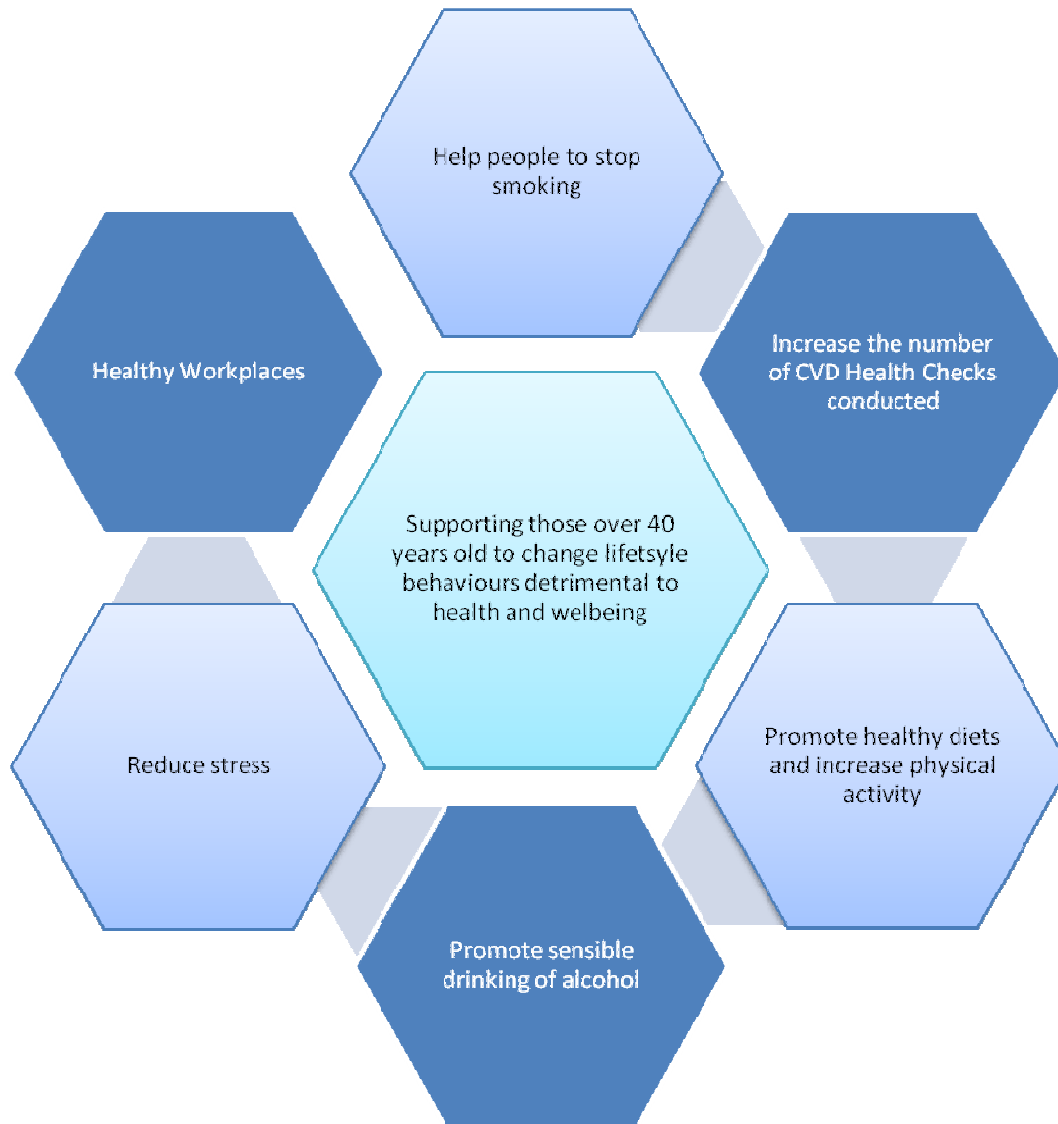 Help people to stop
smoking
Increase the number
of CVD Health Checks
conducted
Healthy Workplaces
Supporting those over 40
years old to change lifetsyle
behaviours detrimental to
health and welbeing
Promote healthy diets
and increase physical
activity
Reduce stress
Promote sensible
drinking of alcohol